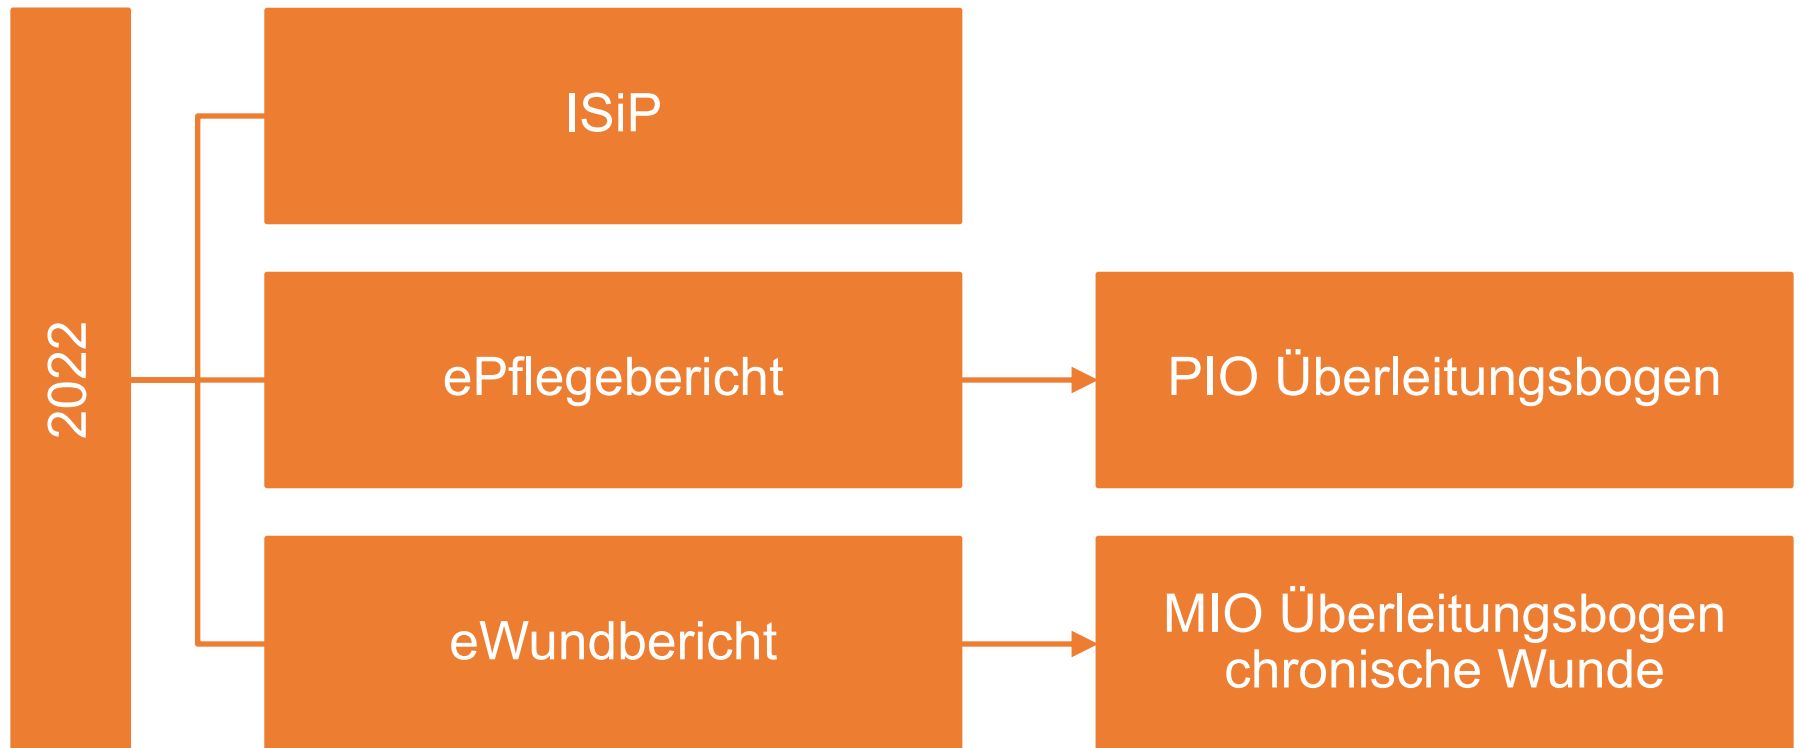 2022
ISiP
ePflegebericht
PIO Überleitungsbogen
eWundbericht
MIO Überleitungsbogen
chronische Wunde